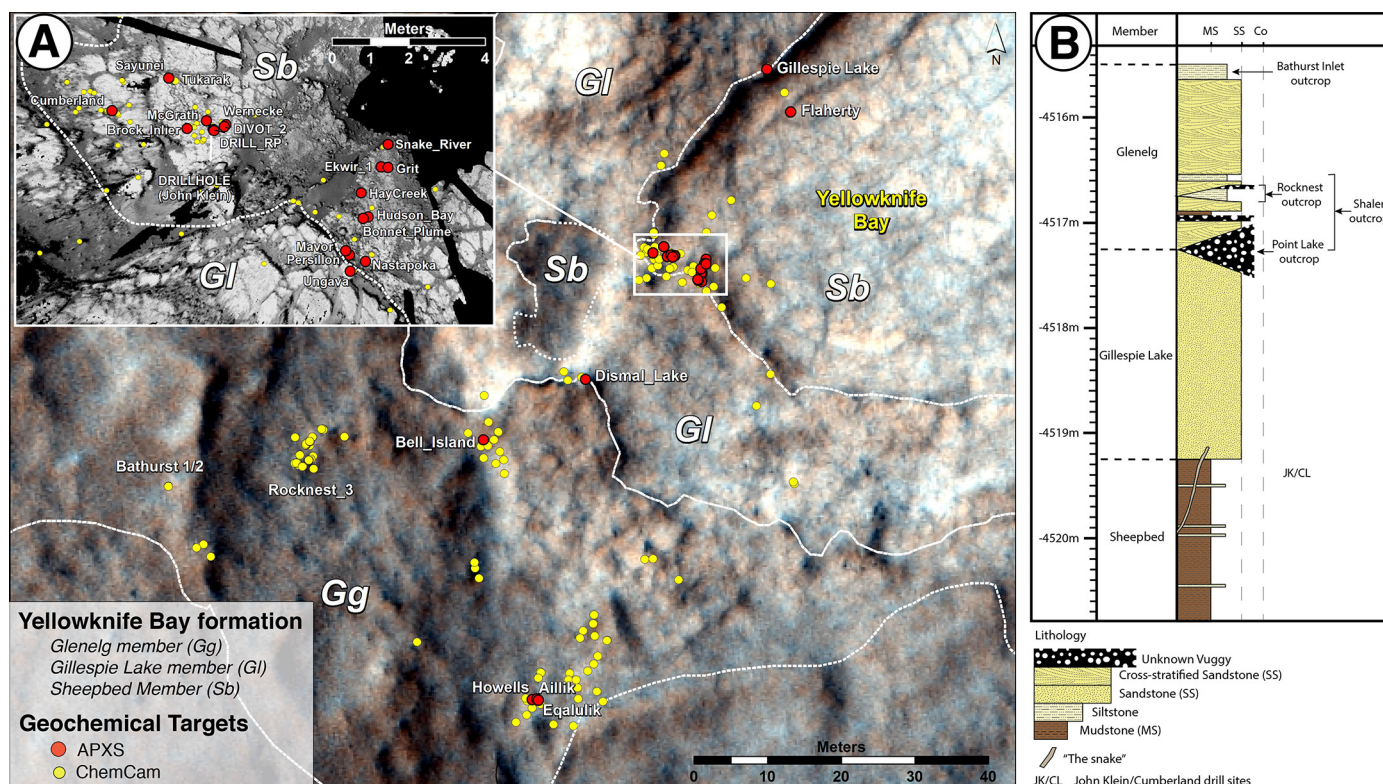 A
Meters
0 1 2 4
Sb
Sayunei
Tukarak
Cumberland
McGrath
Wernecke
Brock_Inlier
DIVOT_2
DRILL_RP
Snake_River
Ekwir_1
Grit
DRILLHOLE
(John Klein)
HayCreek
Hudson_Bay
Bonnet_Plume
Mavor
Persillon
Nastapoka
Ungava
Gl
N
Gl
Gillespie Lake
Flaherty
Yellowknife
Bay
Sb
Sb
Dismal_Lake
Gl
Bell_Island
Bathurst 1/2
Rocknest_3
Gg
Howells
Aillik
Eqalulik
Yellowknife Bay formation
Glenelg member (Gg)
Gillespie Lake member (Gl)
Sheepbed Member (Sb)
Geochemical Targets
APXS
ChemCam
Meters
0 5 10 20 30 40
B
Member
MS SS Co
-4516m
-4517m
-4518m
-4519m
-4520m
Glenelg
Gillespie Lake
Sheepbed
Bathurst Inlet
outcrop
Rocknest
outcrop
Shaler
outcrop
Point Lake
outcrop
JK/CL
Lithology
Unknown Vuggy
Cross-stratified Sandstone (SS)
Sandstone (SS)
Siltstone
Mudstone (MS)
"The snake"
JK/CL John Klein/Cumberland drill sites